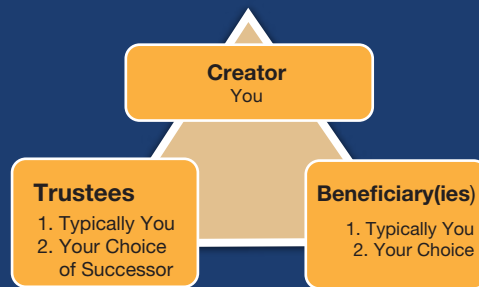 Creator
You
Trustees
1. Typically You
2. Your Choice
of Successor
Beneficiary(ies)
1. Typically You
2. Your Choice